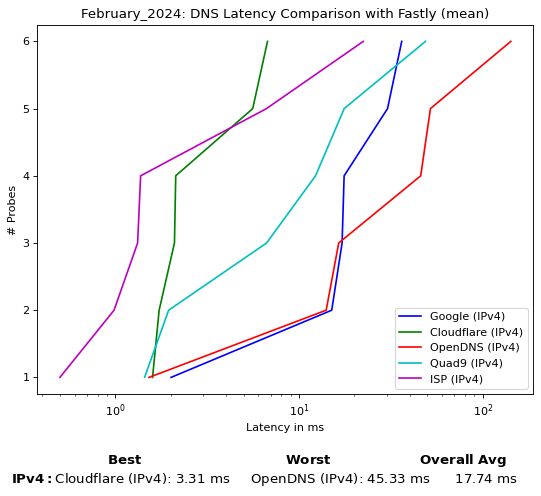 February_2024: DNS Latency Comparison with Fastly (mean)
# Probes
6
5
4
3
2
1
Google (IPv4)
Cloudflare (IPv4)
OpenDNS (IPv4)
Quad9 (IPv4)
ISP (IPv4)
10⁰ 10¹ 10²
Latency in ms
Best Worst Overall Avg
IPv4: Cloudflare (IPv4): 3.31 ms OpenDNS (IPv4): 45.33 ms 17.74 ms